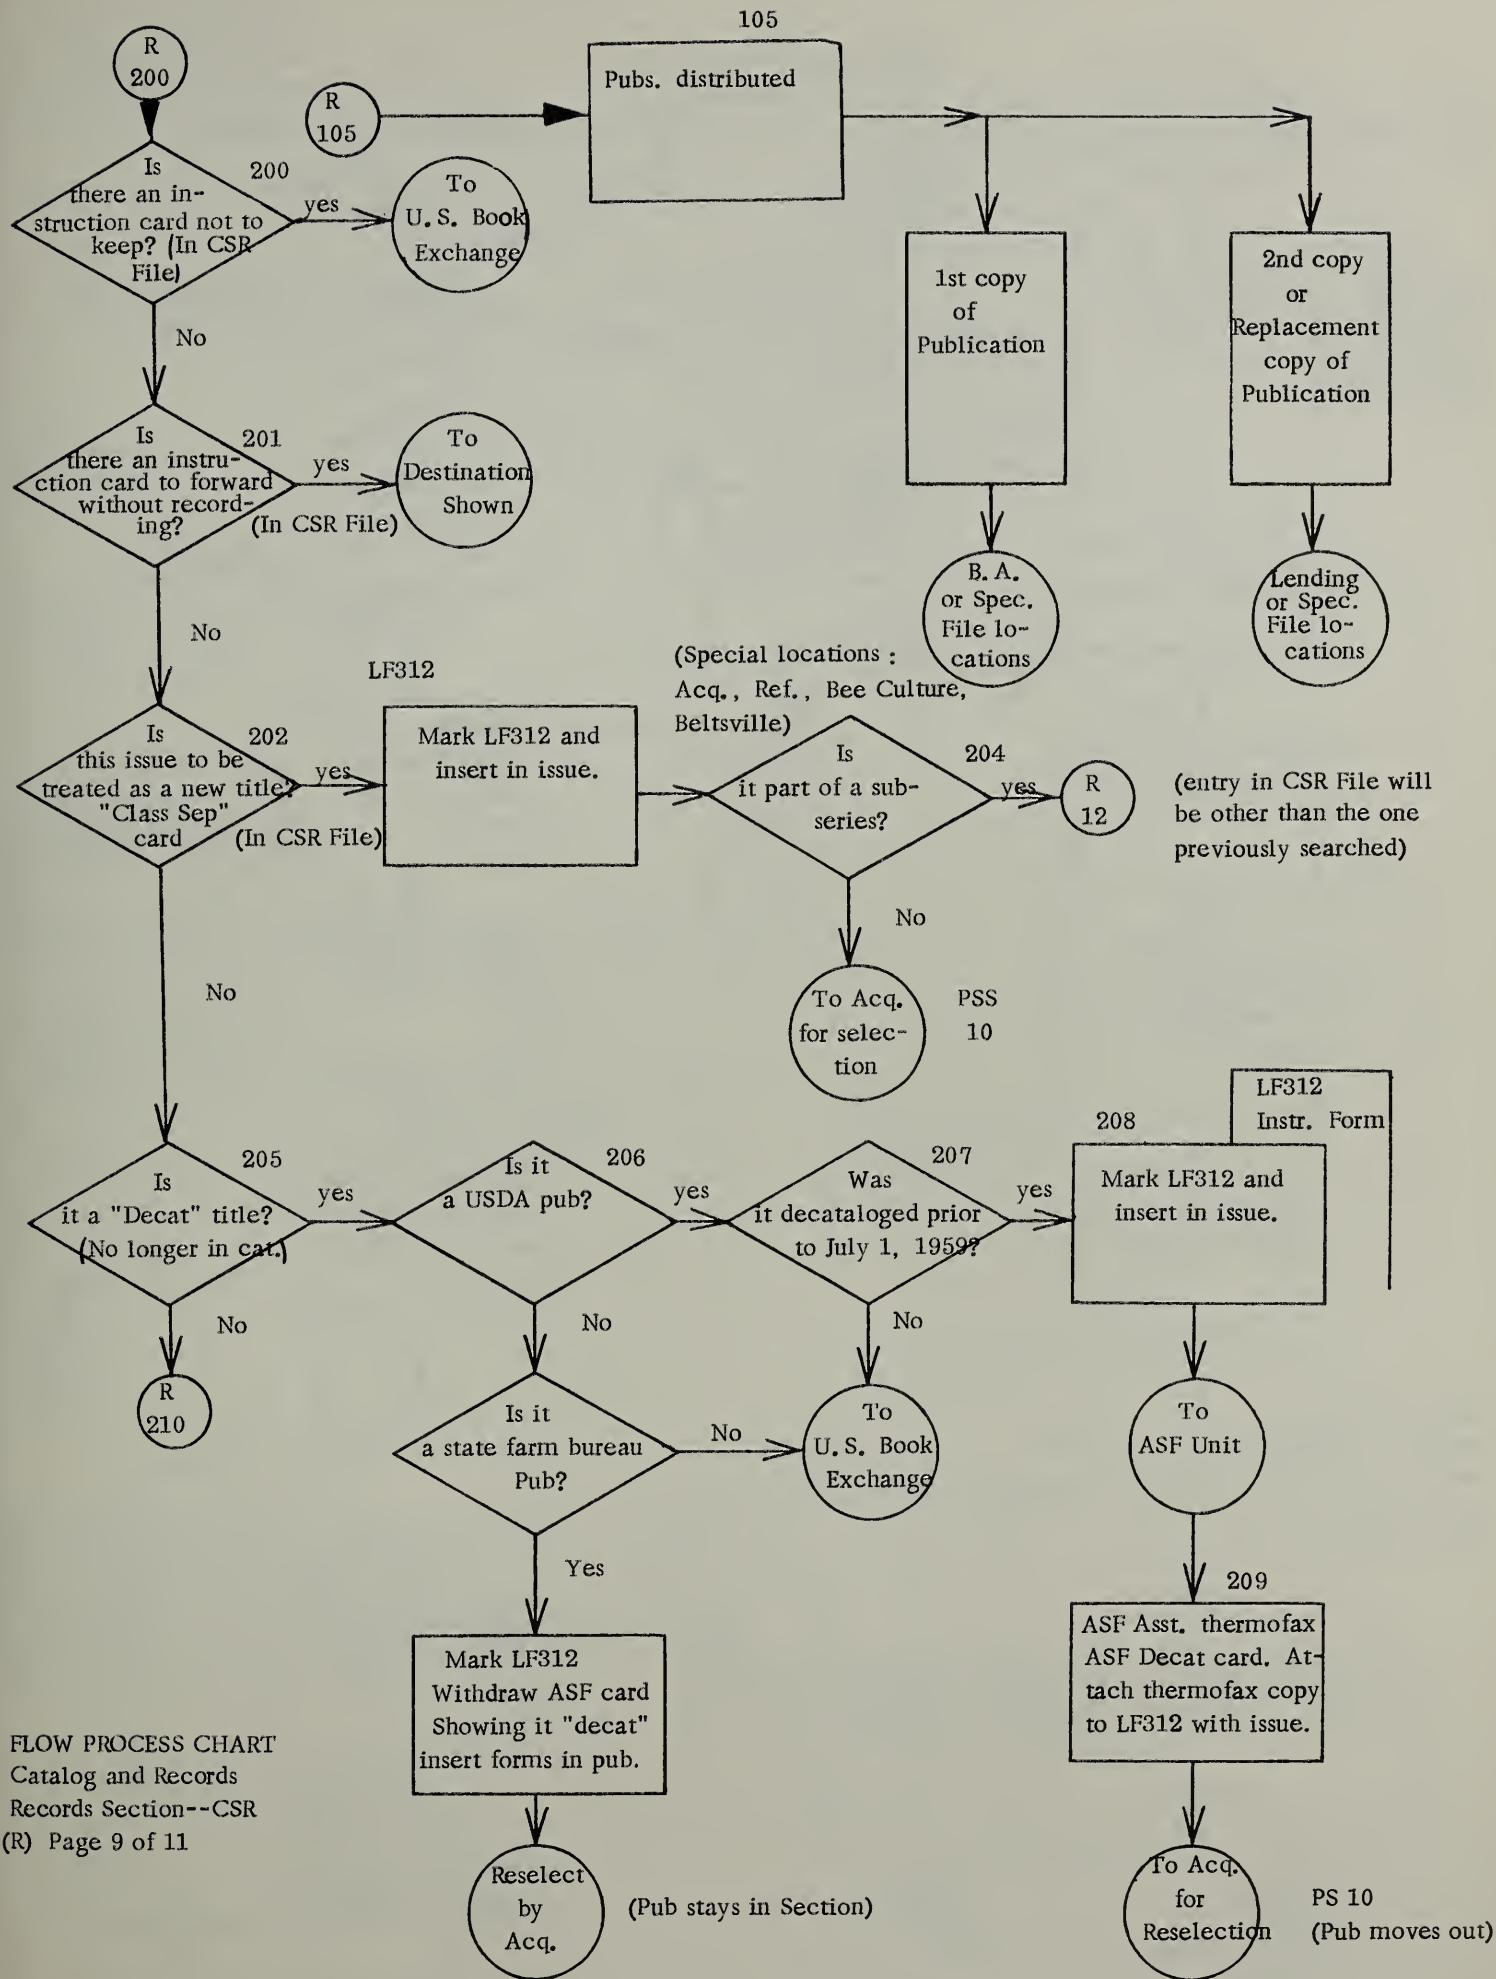 105
R
200
Pubs. distributed
R
105
Is
there an in-
struction card not to
keep? (In CSR
File)
200
yes
To
U.S. Book
Exchange
No
1st copy
of
Publication
2nd copy
or
Replacement
copy of
Publication
Is
there an instru-
ction card to forward
without record-
ing?
201
yes
(In CSR File)
To
Destination
Shown
No
B.A.
or Spec.
File lo-
cations
Lending
or Spec.
File lo-
cations
LF312
(Special locations :
Acq., Ref., Bee Culture,
Beltsville)
Is
this issue to be
treated as a new title?
"Class Sep"
card
202
yes
(In CSR File)
Mark LF312 and
insert in issue.
Is
it part of a sub-
series?
204
yes
R
12
(entry in CSR File will
be other than the one
previously searched)
No
No
To Acq.
for selec-
tion
PSS
10
LF312
Instr. Form
Is
it a "Decat" title?
(No longer in cat.)
205
yes
Is it
a USDA pub?
206
yes
Was
it decataloged prior
to July 1, 1959?
207
yes
208
Mark LF312 and
insert in issue.
No
No
No
R
210
Is it
a state farm bureau
Pub?
No
To
U.S. Book
Exchange
To
ASF Unit
Yes
209
Mark LF312
Withdraw ASF card
Showing it "decat"
insert forms in pub.
ASF Asst. thermofax
ASF Decat card. At-
tach thermofax copy
to LF312 with issue.
FLOW PROCESS CHART
Catalog and Records
Records Section--CSR
(R) Page 9 of 11
Reselect
by
Acq.
(Pub stays in Section)
To Acq.
for
Reselection
PS 10
(Pub moves out)